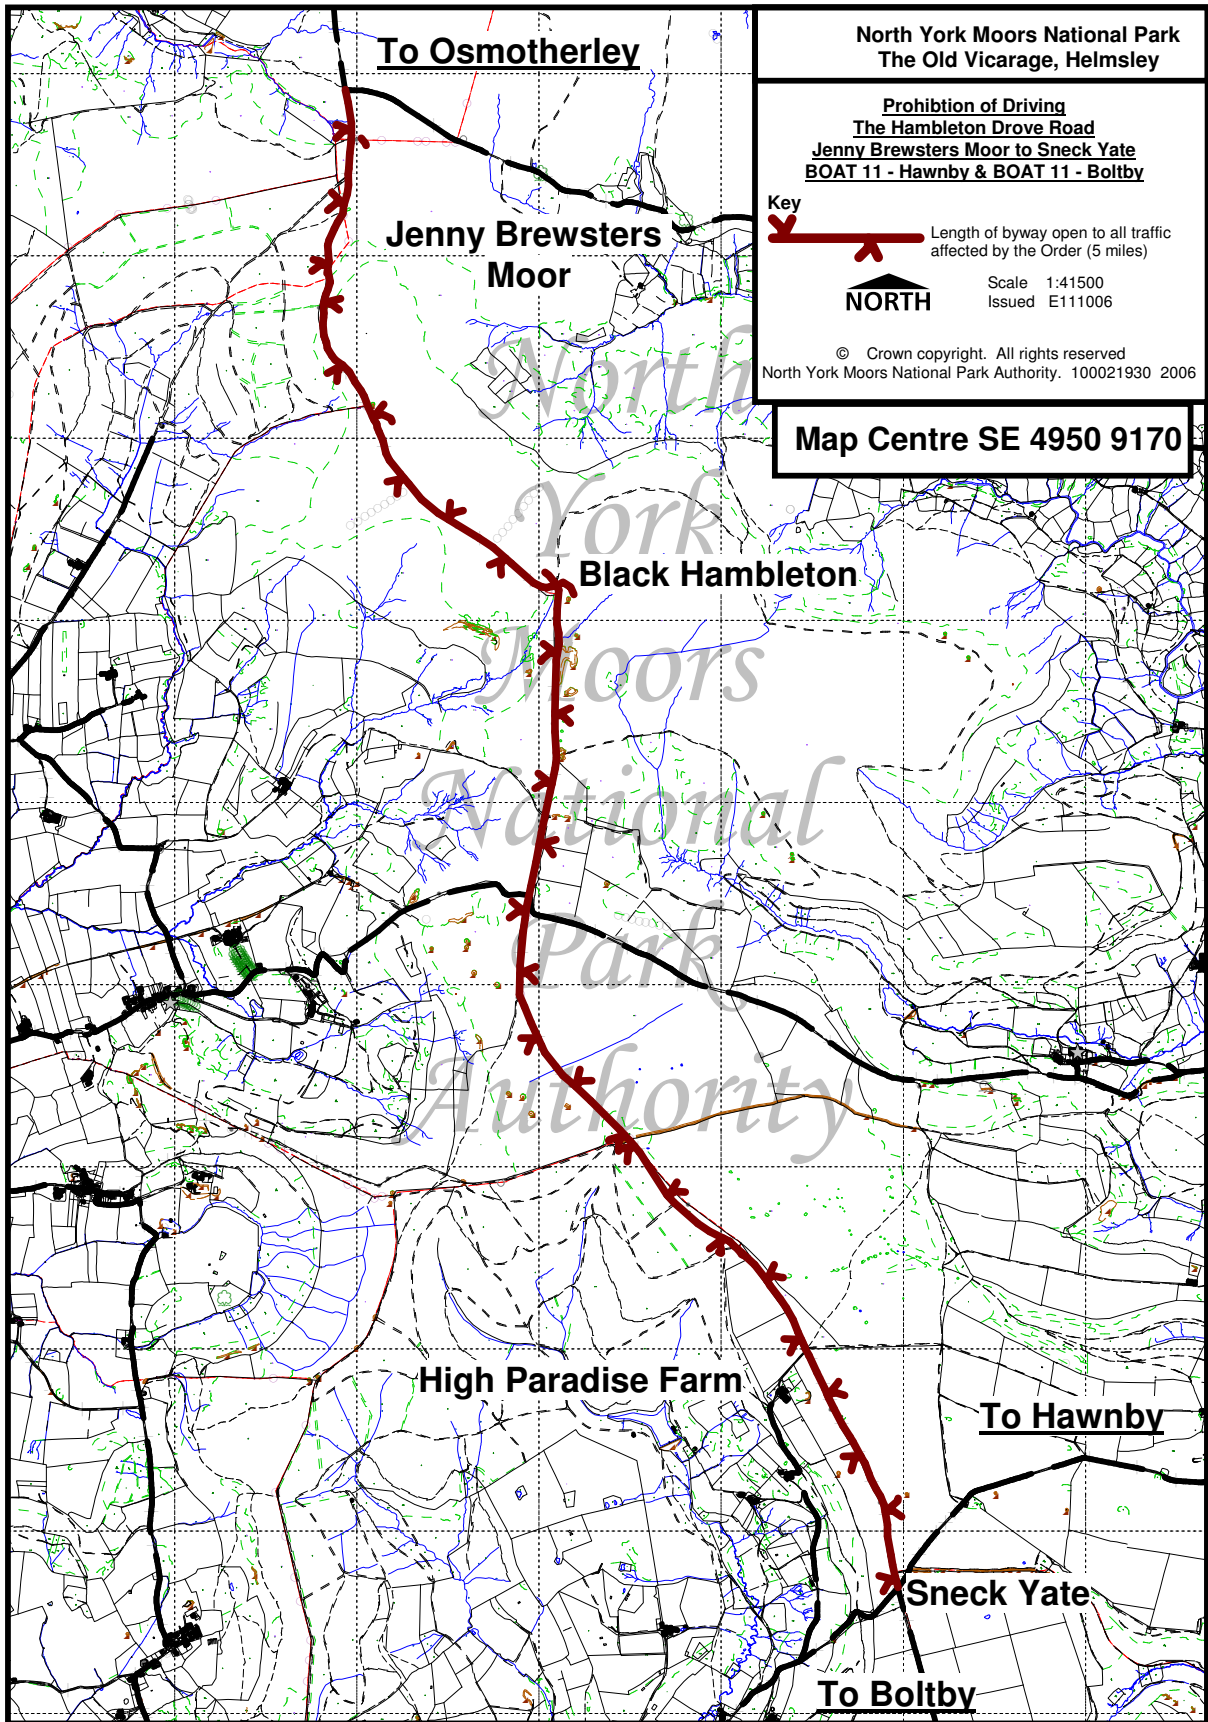 To Osmotherley
North York Moors National Park
The Old Vicarage, Helmsley
Prohibtion of Driving
The Hambleton Drove Road
Jenny Brewsters Moor to Sneck Yate
BOAT 11 - Hawnby & BOAT 11 - Boltby
Key
Length of byway open to all traffic
affected by the Order (5 miles)
NORTH
Scale 1:41500
Issued E111006
© Crown copyright. All rights reserved
North York Moors National Park Authority. 100021930 2006
Map Centre SE 4950 9170
Jenny Brewsters
Moor
North
York
Black Hambleton
Moors
National
Park
Authority
High Paradise Farm
To Hawnby
Sneck Yate
To Boltby